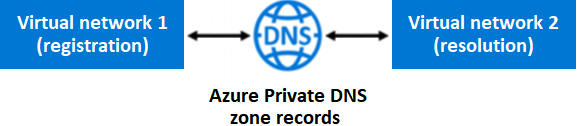 Virtual network 1
(registration)
DNS
Virtual network 2
(resolution)
Azure Private DNS
zone records